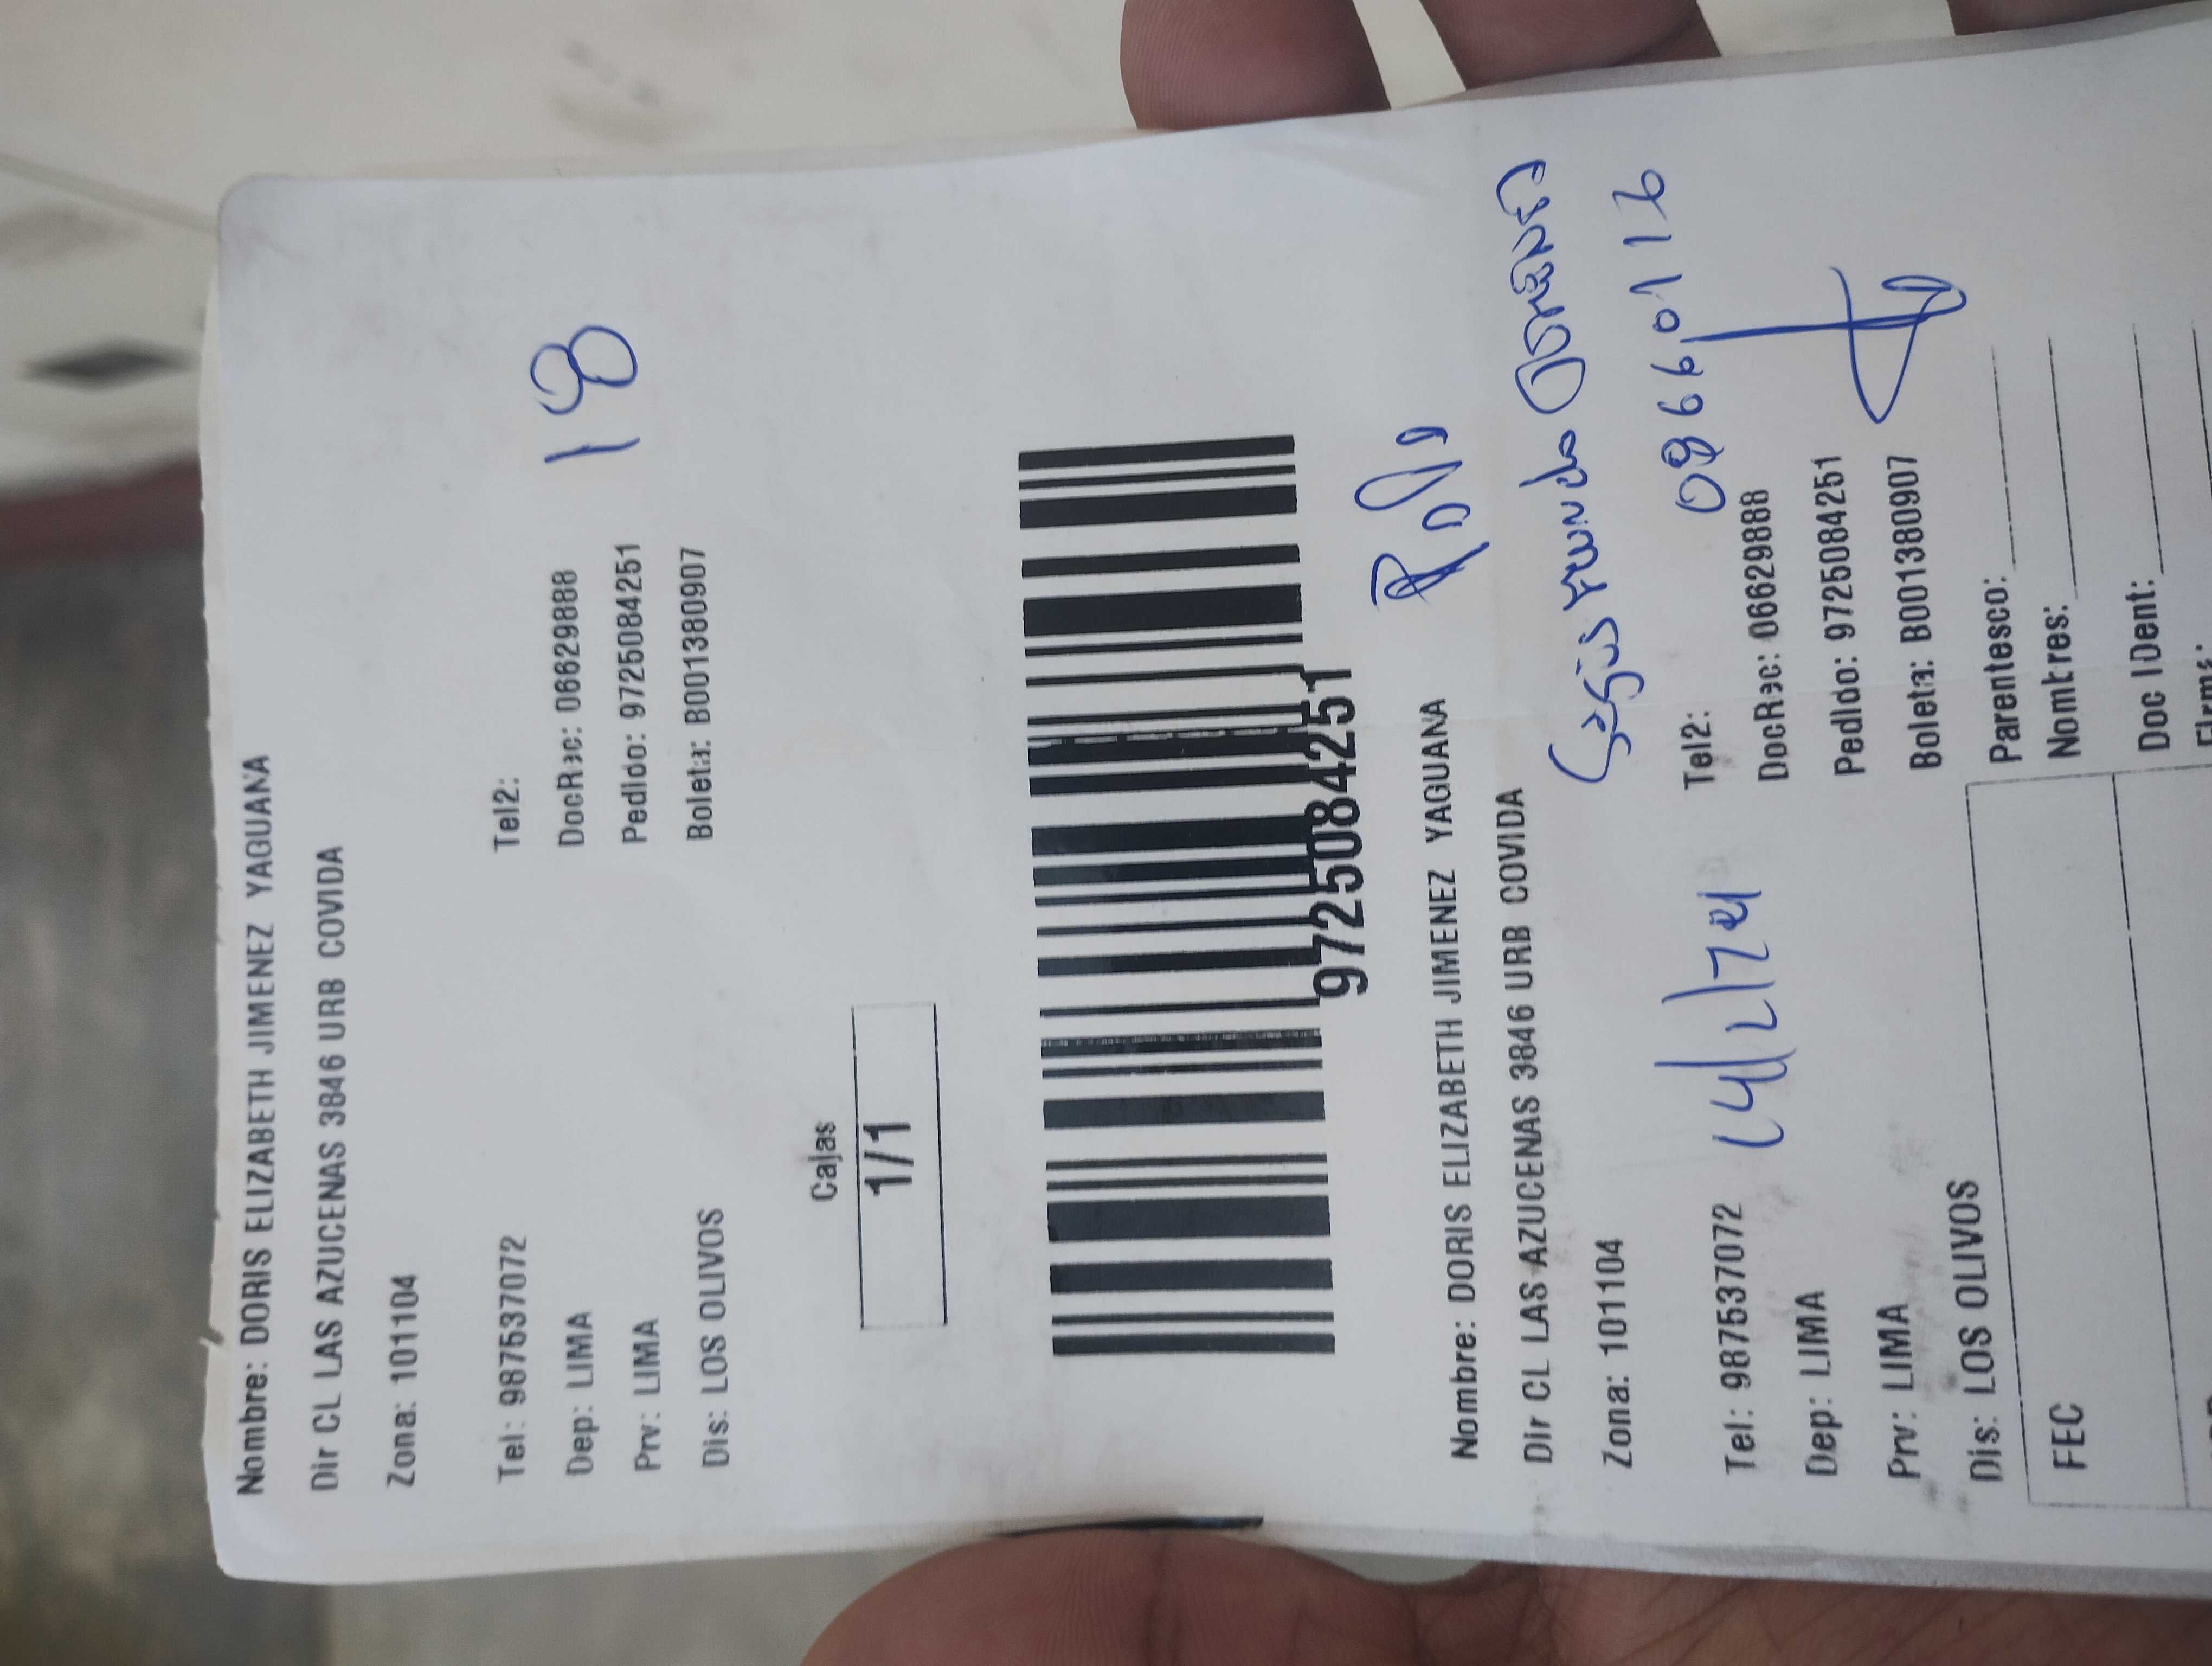 Nombre: DORIS ELIZABETH JIMENEZ YAGUANA
Dir CL LAS AZUCENAS 3846 URB COVIDA
Zona: 101104
Tel: 987537072 Tel2:
Dep: LIMA DocRec: 06629888
18
Prv: LIMA Pedido: 9725084251
Dis: LOS OLIVOS Boleta: B001380907
Cajas
1/1
9725084251
Nombre: DORIS ELIZABETH JIMENEZ YAGUANA
Dir CL LAS AZUCENAS 3846 URB COVIDA
Zona: 101104
08660116
Tel: 987537072 Tel2:
Dep: LIMA DocRec: 06629888
Prv: LIMA Pedido: 9725084251
Dis: LOS OLIVOS Boleta: B001380907
FEC
Parentesco:
Nombres:
Doc Ident: